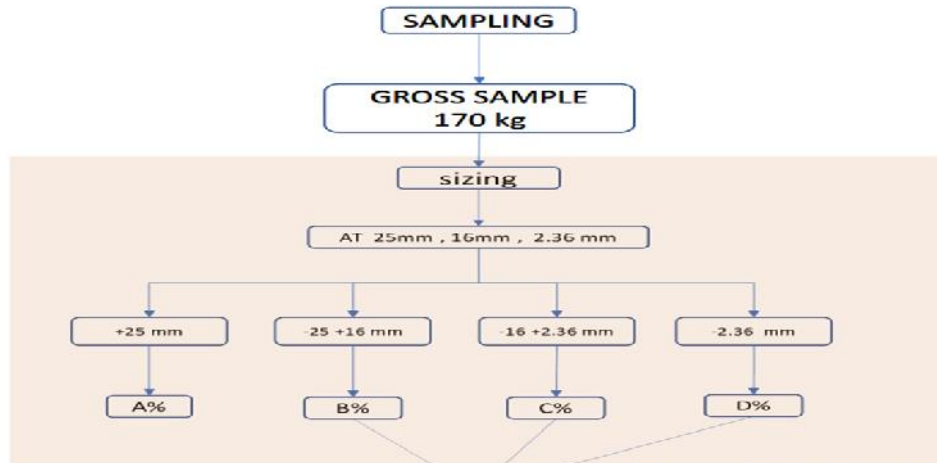 SAMPLING
GROSS SAMPLE
170 kg
sizing
AT 25mm , 16mm , 2.36 mm
+25 mm
-25 +16 mm
-16 +2.36 mm
-2.36 mm
A%
B%
C%
D%